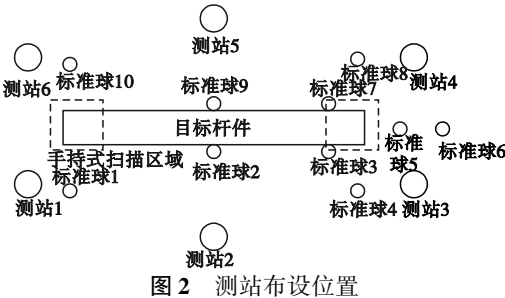 测站5
标准球8
测站6
标准球10
标准球9
标准球7
测站4
目标杆件
标准
球5
标准球6
手持式扫描区域
标准球1
标准球2
标准球3
测站1
标准球4
测站3
测站2
图 2 测站布设位置